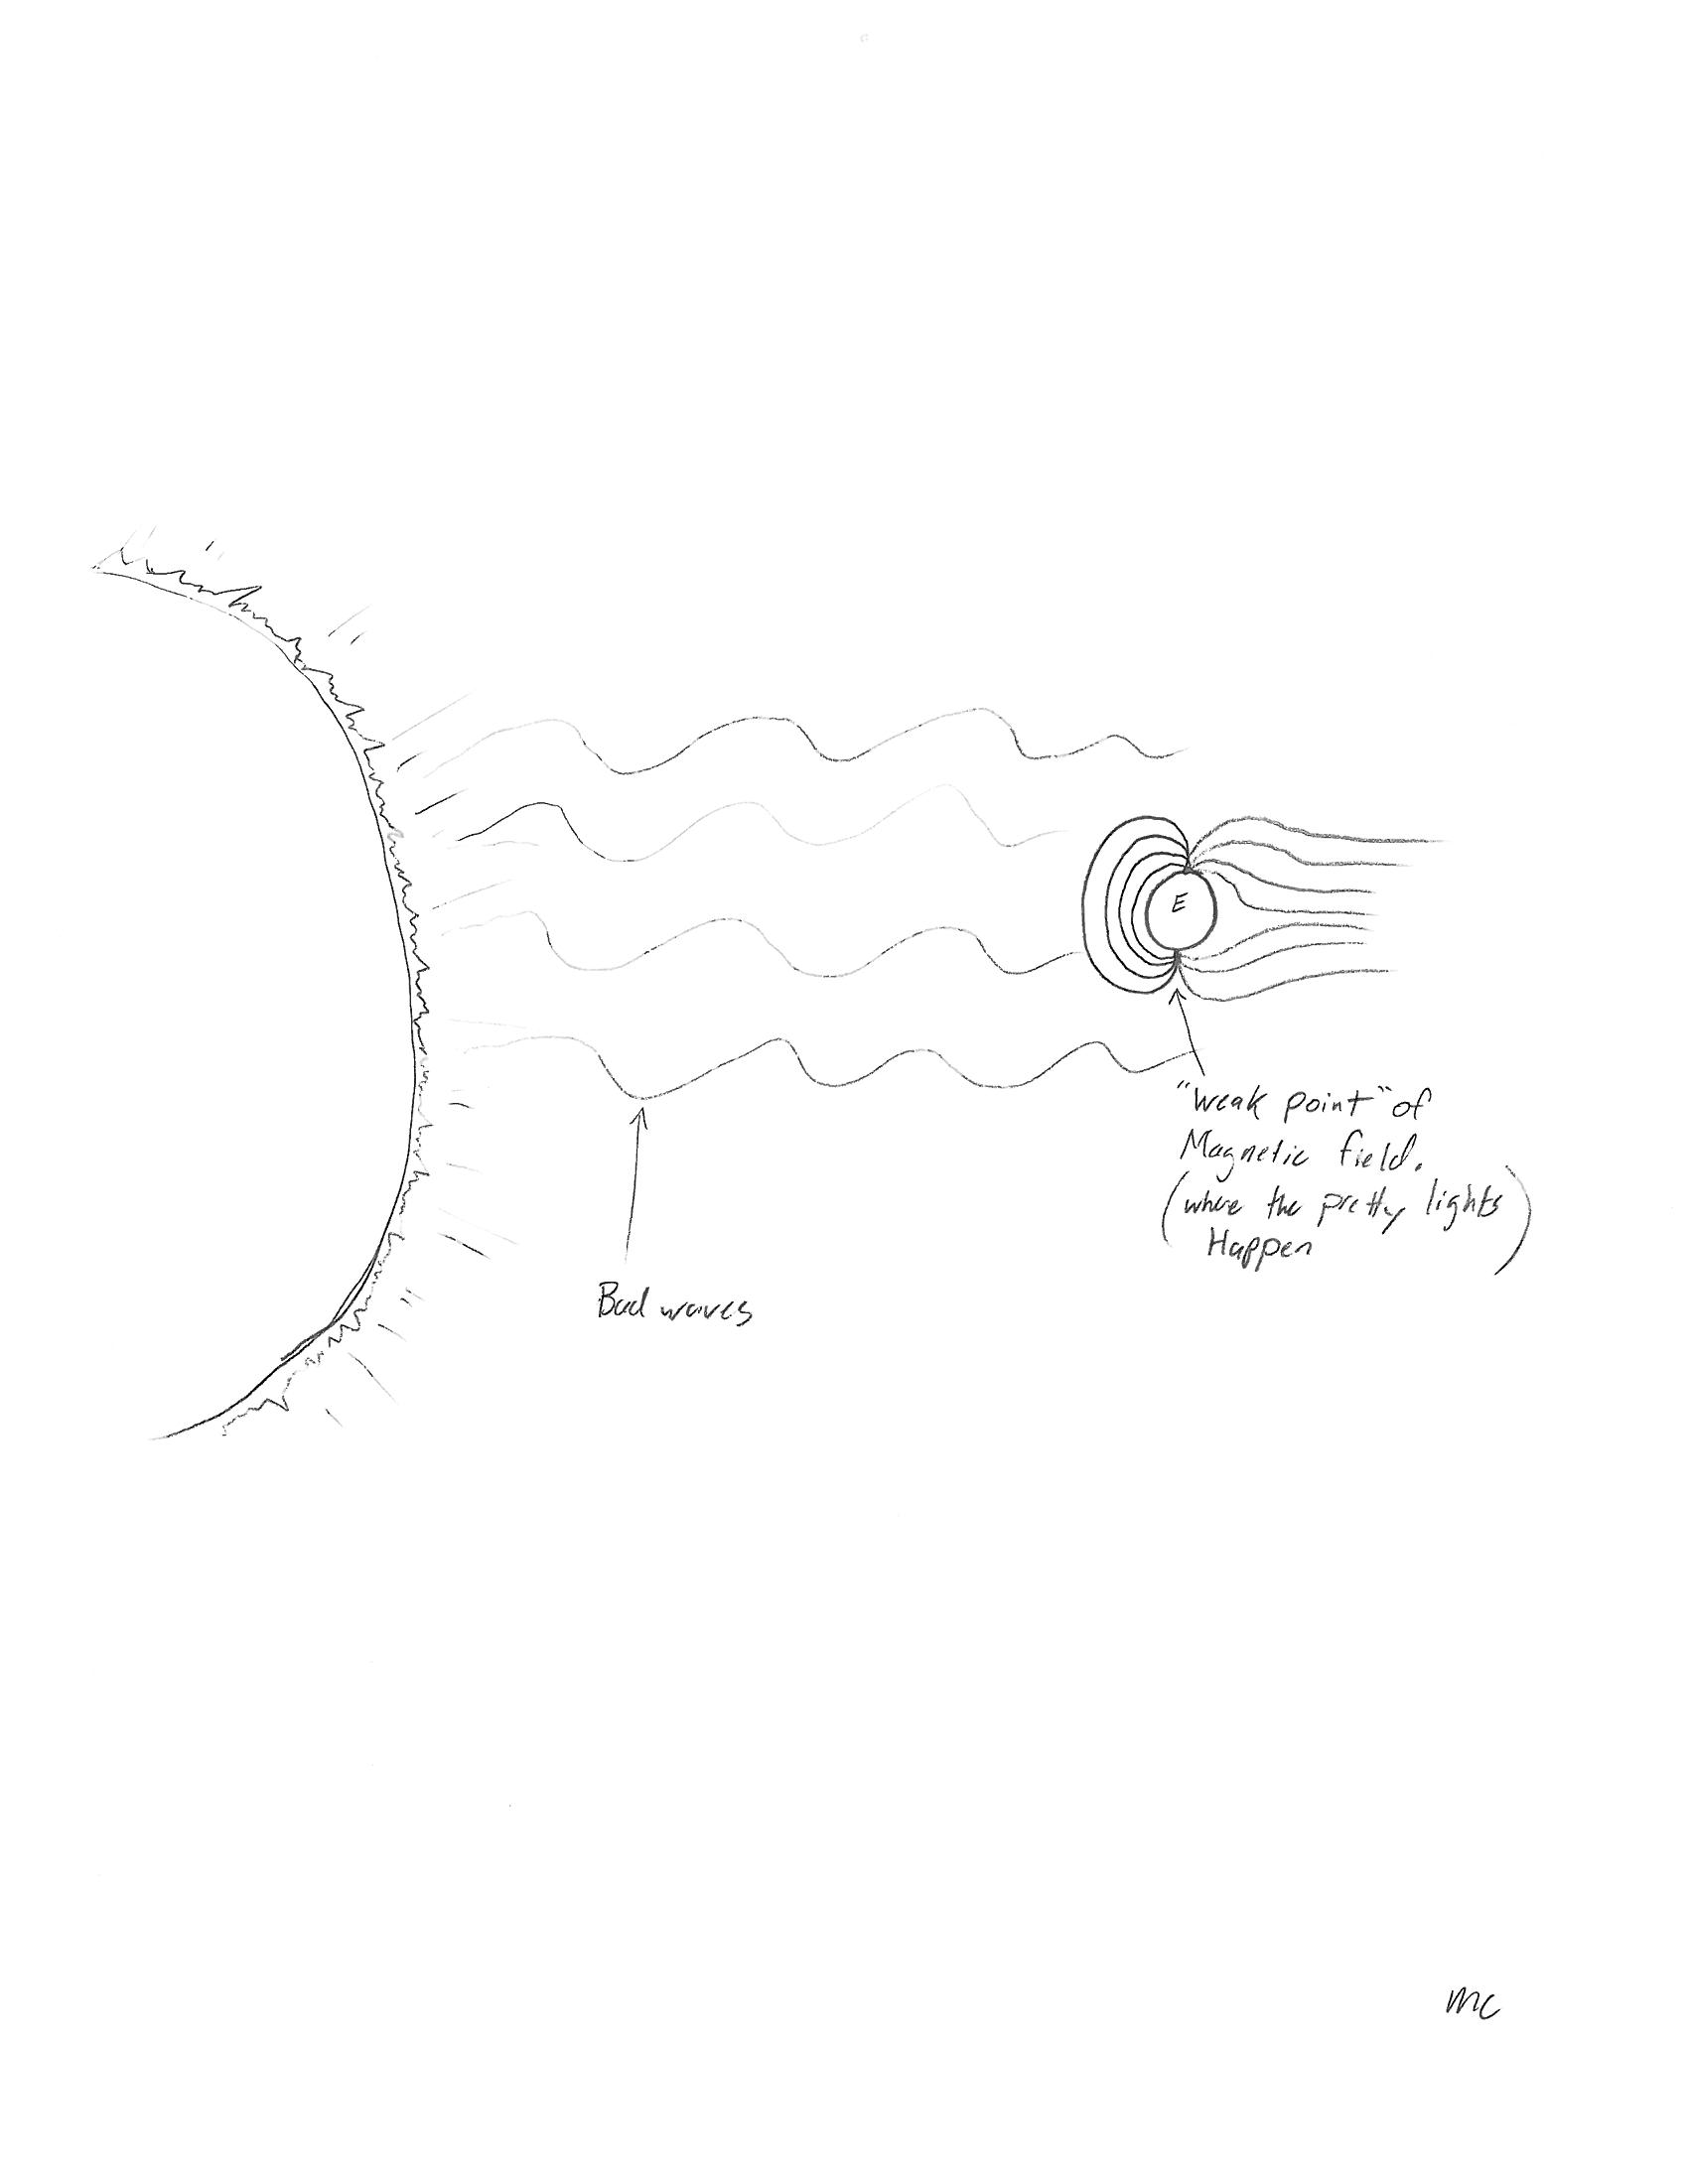 E
"Weak point" of
Magnetic field.
(where the pretty lights
Happen)
Bad waves
MC